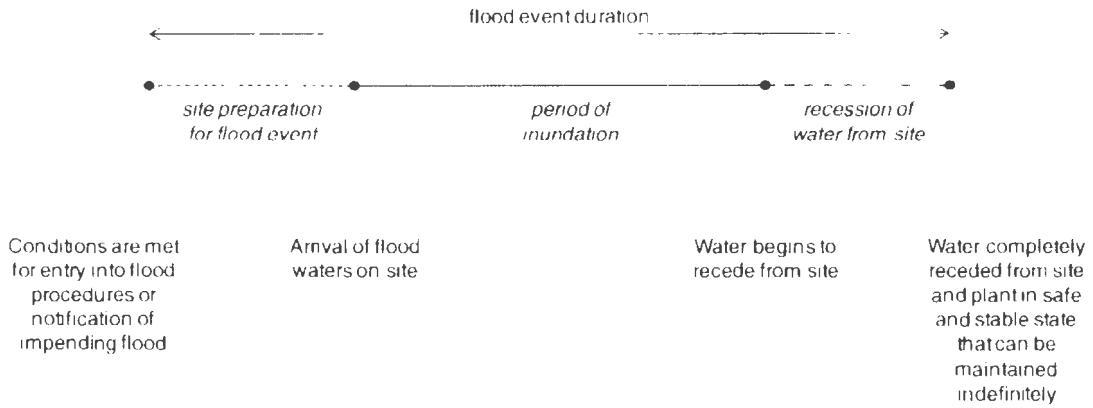 flood event duration
site preparation
for flood event
period of
inundation
recession of
water from site
Conditions are met
for entry into flood
procedures or
notification of
impending flood
Arrival of flood
waters on site
Water begins to
recede from site
Water completely
receded from site
and plant in safe
and stable state
that can be
maintained
indefinitely